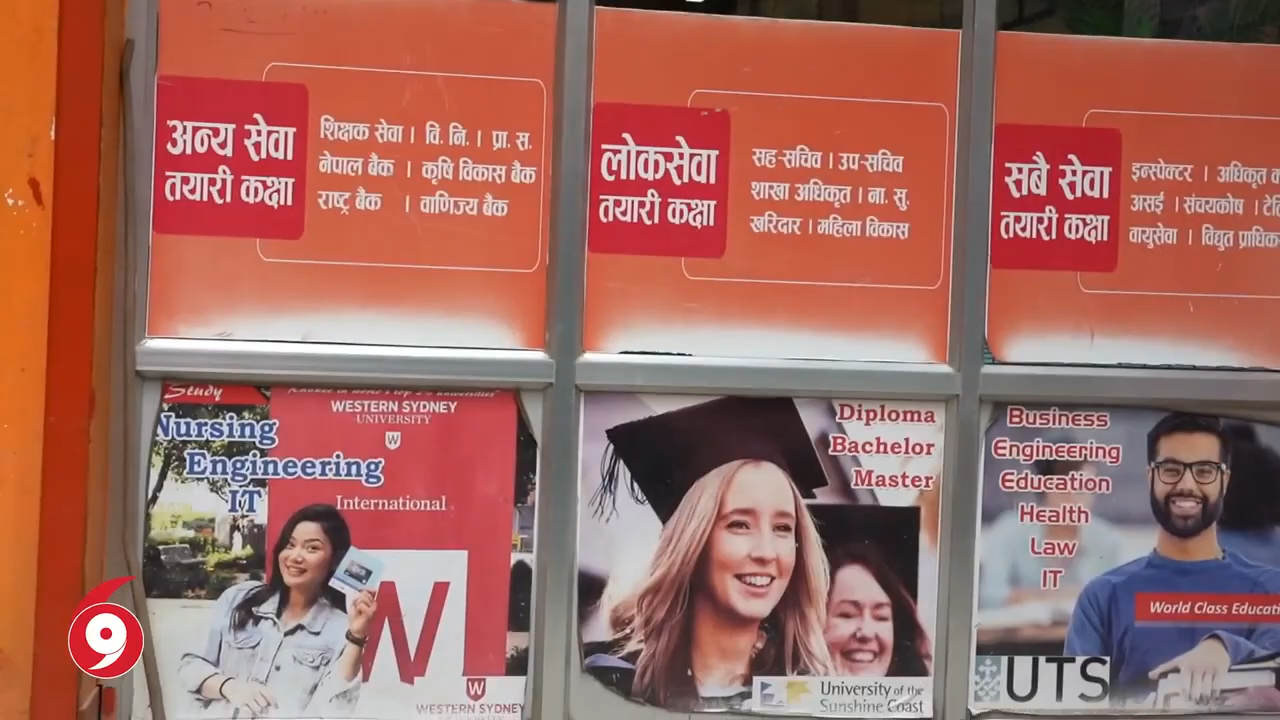 अन्य सेवा
तयारी कक्षा
शिक्षक सेवा । वि. नि. । प्रा. स.
नेपाल बैंक । कृषि विकास बैंक
राष्ट्र बैंक । वाणिज्य बैंक
लोकसेवा
तयारी कक्षा
सह-सचिव । उप-सचिव
शाखा अधिकृत । ना. सु.
खरिदार । महिला विकास
सबै सेवा
तयारी कक्षा
इन्स्पेक्टर । अधिकृत
असई । संचयकोष ।
वायुसेवा । विद्युत
Study
Nursing
Engineering
IT
WESTERN SYDNEY
UNIVERSITY
W
International
W
W
WESTERN SYDNEY
Diploma
Bachelor
Master
University of the
Sunshine Coast
Business
Engineering
Education
Health
Law
IT
World Class
UTS
9